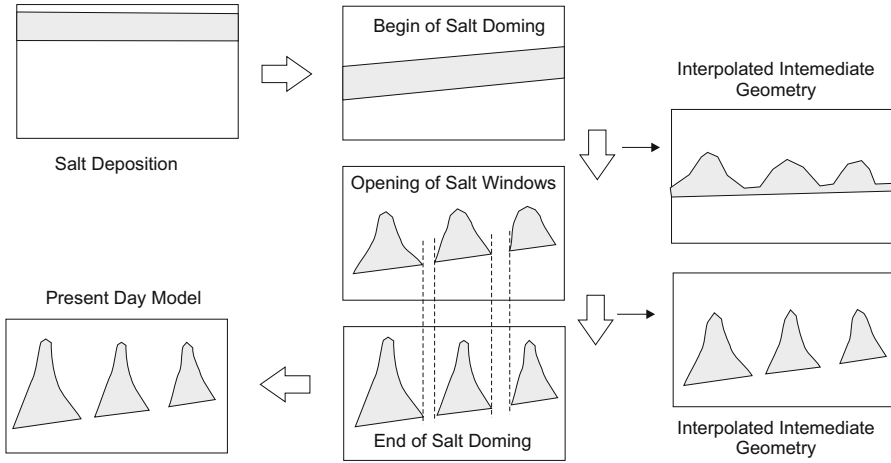 Begin of Salt Doming
Interpolated Intemediate
Geometry
Salt Deposition
Opening of Salt Windows
Present Day Model
End of Salt Doming
Interpolated Intemediate
Geometry